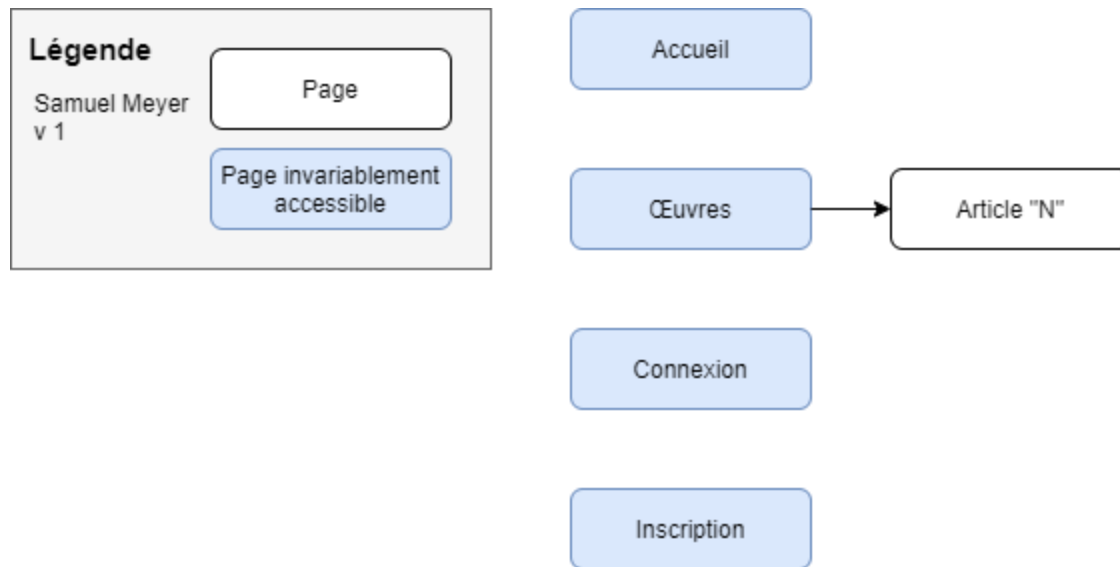 Légende
Samuel Meyer
v 1
Page
Page invariablement
accessible
Accueil
Œuvres
Article "N"
Connexion
Inscription